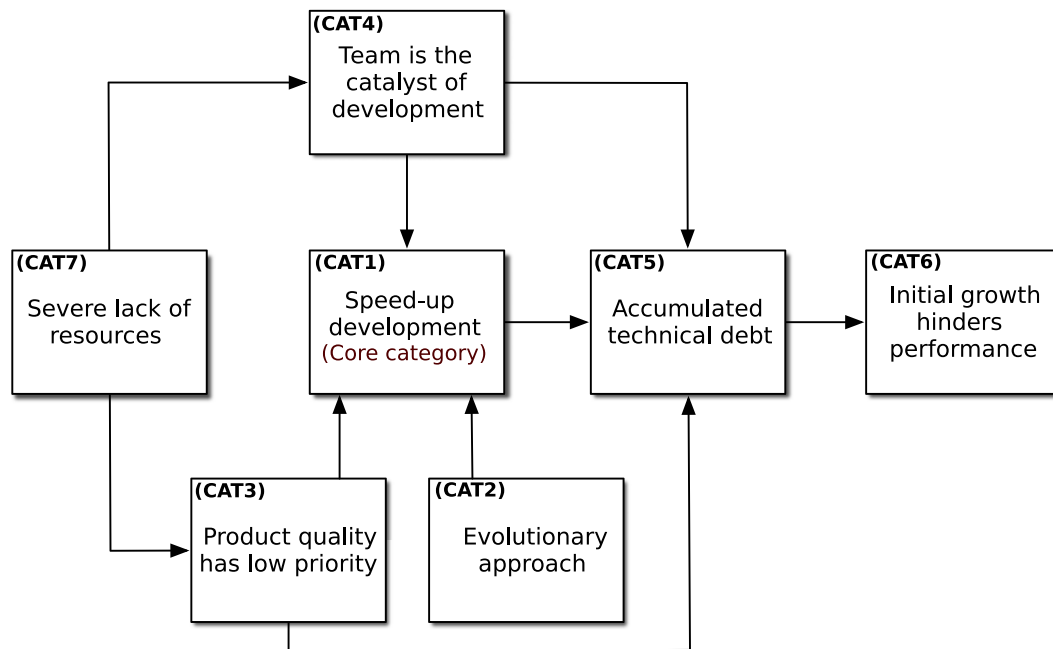 (CAT4)
Team is the
catalyst of
development
(CAT7)
Severe lack of
resources
(CAT1)
Speed-up
development
(Core category)
(CAT5)
Accumulated
technical debt
(CAT6)
Initial growth
hinders
performance
(CAT3)
Product quality
has low priority
(CAT2)
Evolutionary
approach